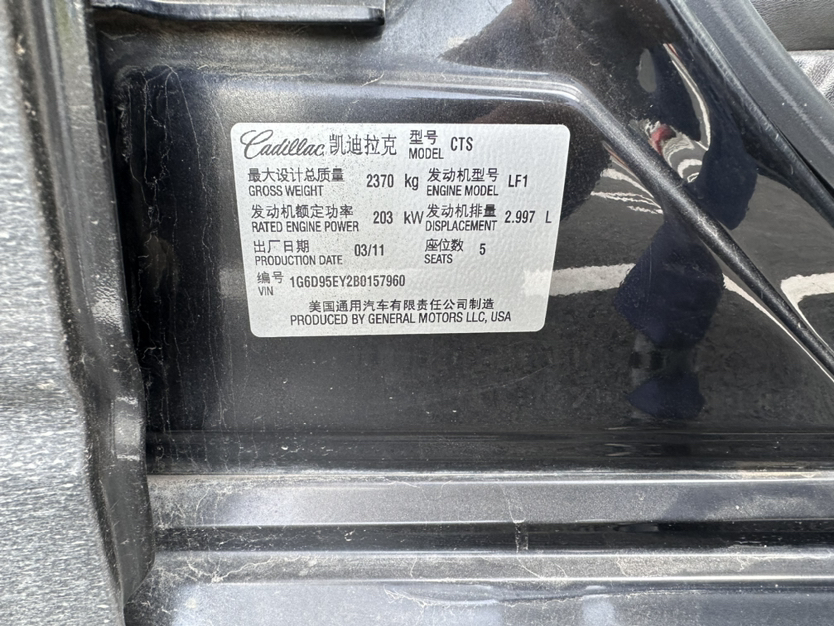 Cadillac 凯迪拉克 型号 MODEL CTS
最大设计总质量 GROSS WEIGHT 2370 kg 发动机型号 ENGINE MODEL LF1
发动机额定功率 RATED ENGINE POWER 203 kW 发动机排量 DISPLACEMENT 2.997 L
出厂日期 PRODUCTION DATE 03/11 座位数 SEATS 5
编号 VIN 1G6D95EY2B0157960
美国通用汽车有限责任公司制造
PRODUCED BY GENERAL MOTORS LLC, USA